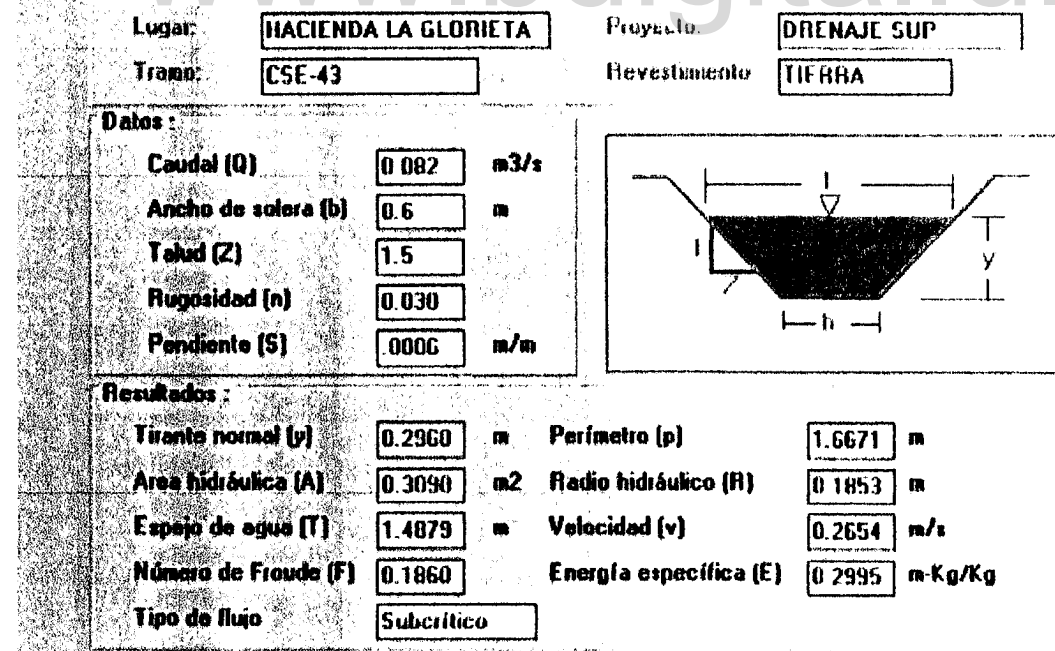 Lugar: HACIENDA LA GLORIETA Proyecto: DRENAJE SUP
Tramo: CSE-43 Revestimiento TIERRA
Datos :
Caudal (Q) 0.082 m3/s
Ancho de solera (b) 0.6 m
Talud (Z) 1.5
Rugosidad (n) 0.030
Pendiente (S) .0006 m/m
y
b
Resultados :
Tirante normal (y) 0.2960 m Perímetro (p) 1.6671 m
Area hidráulica (A) 0.3090 m2 Radio hidráulico (R) 0.1853 m
Espejo de agua (T) 1.4879 m Velocidad (v) 0.2654 m/s
Número de Froude (F) 0.1860 Energía específica (E) 0.2995 m-Kg/Kg
Tipo de flujo Subcrítico